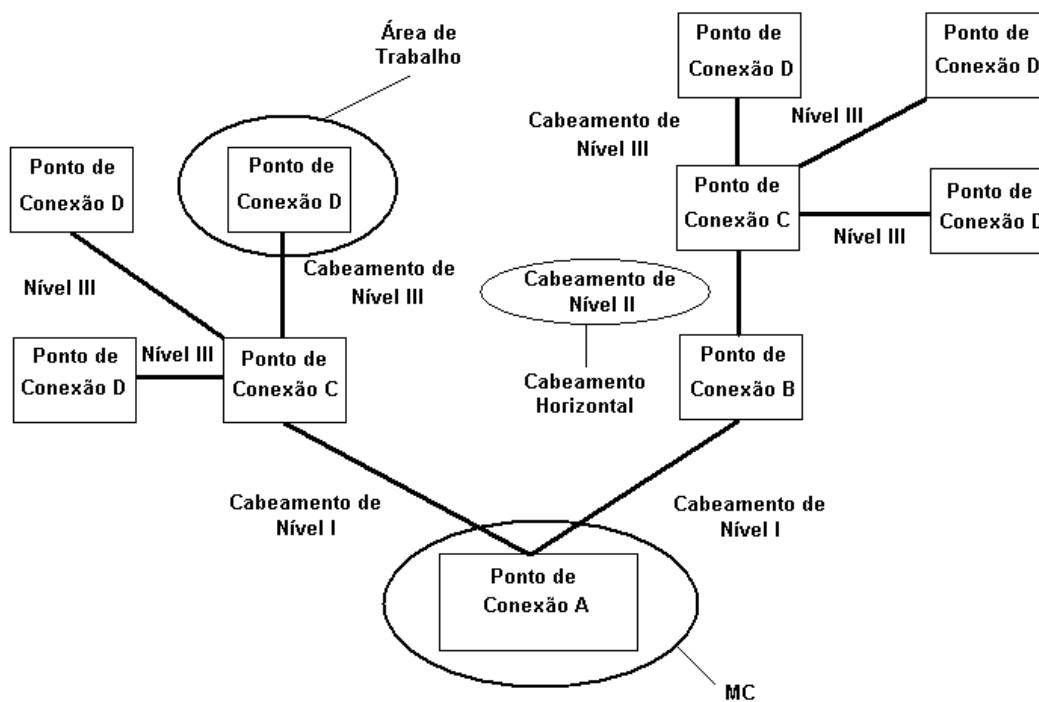 Área de
Trabalho
Ponto de
Conexão D
Ponto de
Conexão D
Cabeamento de
Nível III
Nível III
Ponto de
Conexão D
Ponto de
Conexão D
Ponto de
Conexão C
Ponto de
Conexão D
Nível III
Nível III
Cabeamento de
Nível III
Cabeamento de
Nível II
Ponto de
Conexão D
Nível III
Ponto de
Conexão C
Ponto de
Conexão B
Cabeamento
Horizontal
Cabeamento de
Nível I
Cabeamento de
Nível I
Ponto de
Conexão A
MC